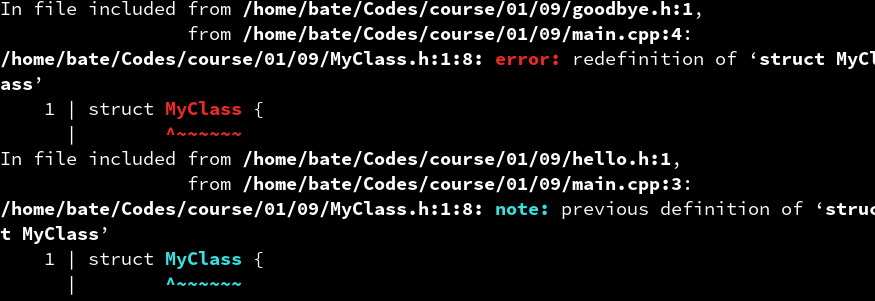 In file included from /home/bate/Codes/course/01/09/goodbye.h:1,
                 from /home/bate/Codes/course/01/09/main.cpp:4:
/home/bate/Codes/course/01/09/MyClass.h:1:8: error: redefinition of ‘struct MyCl
ass’
    1 | struct MyClass {
      |        ^~~~~~~
In file included from /home/bate/Codes/course/01/09/hello.h:1,
                 from /home/bate/Codes/course/01/09/main.cpp:3:
/home/bate/Codes/course/01/09/MyClass.h:1:8: note: previous definition of ‘struc
t MyClass’
    1 | struct MyClass {
      |        ^~~~~~~